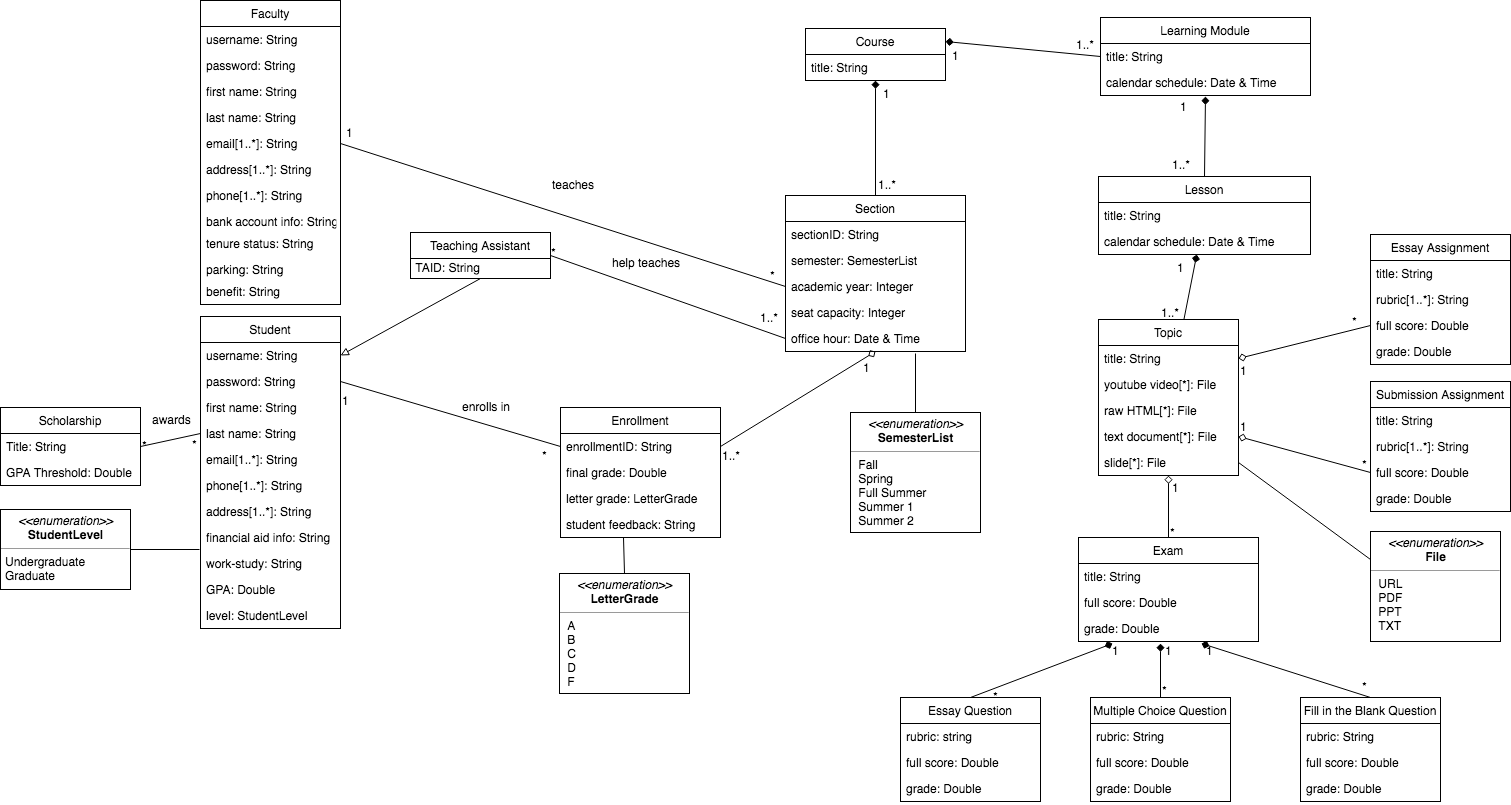 Faculty
username: String
password: String
first name: String
last name: String
email[1..*]: String
address[1..*]: String
phone[1..*]: String
bank account info: String
tenure status: String
parking: String
benefit: String
1
teaches
*
Teaching Assistant
TAID: String
*
help teaches
1..*
Student
username: String
password: String
first name: String
last name: String
email[1..*]: String
phone[1..*]: String
address[1..*]: String
financial aid info: String
work-study: String
GPA: Double
level: StudentLevel
Scholarship
Title: String
GPA Threshold: Double
awards
*
*
<<enumeration>>
StudentLevel
Undergraduate
Graduate
1
enrolls in
*
Enrollment
enrollmentID: String
final grade: Double
letter grade: LetterGrade
student feedback: String
1..*
1
<<enumeration>>
LetterGrade
A
B
C
D
F
Course
title: String
1
1..*
1
1..*
Section
sectionID: String
semester: SemesterList
academic year: Integer
seat capacity: Integer
office hour: Date & Time
<<enumeration>>
SemesterList
Fall
Spring
Full Summer
Summer 1
Summer 2
Learning Module
title: String
calendar schedule: Date & Time
1
1..*
Lesson
title: String
calendar schedule: Date & Time
1
1..*
Topic
title: String
youtube video[*]: File
raw HTML[*]: File
text document[*]: File
slide[*]: File
1
*
1
*
1
*
Essay Assignment
title: String
rubric[1..*]: String
full score: Double
grade: Double
Submission Assignment
title: String
rubric[1..*]: String
full score: Double
grade: Double
<<enumeration>>
File
URL
PDF
PPT
TXT
Exam
title: String
full score: Double
grade: Double
1
1
1
*
*
*
Essay Question
rubric: string
full score: Double
grade: Double
Multiple Choice Question
rubric: String
full score: Double
grade: Double
Fill in the Blank Question
rubric: String
full score: Double
grade: Double